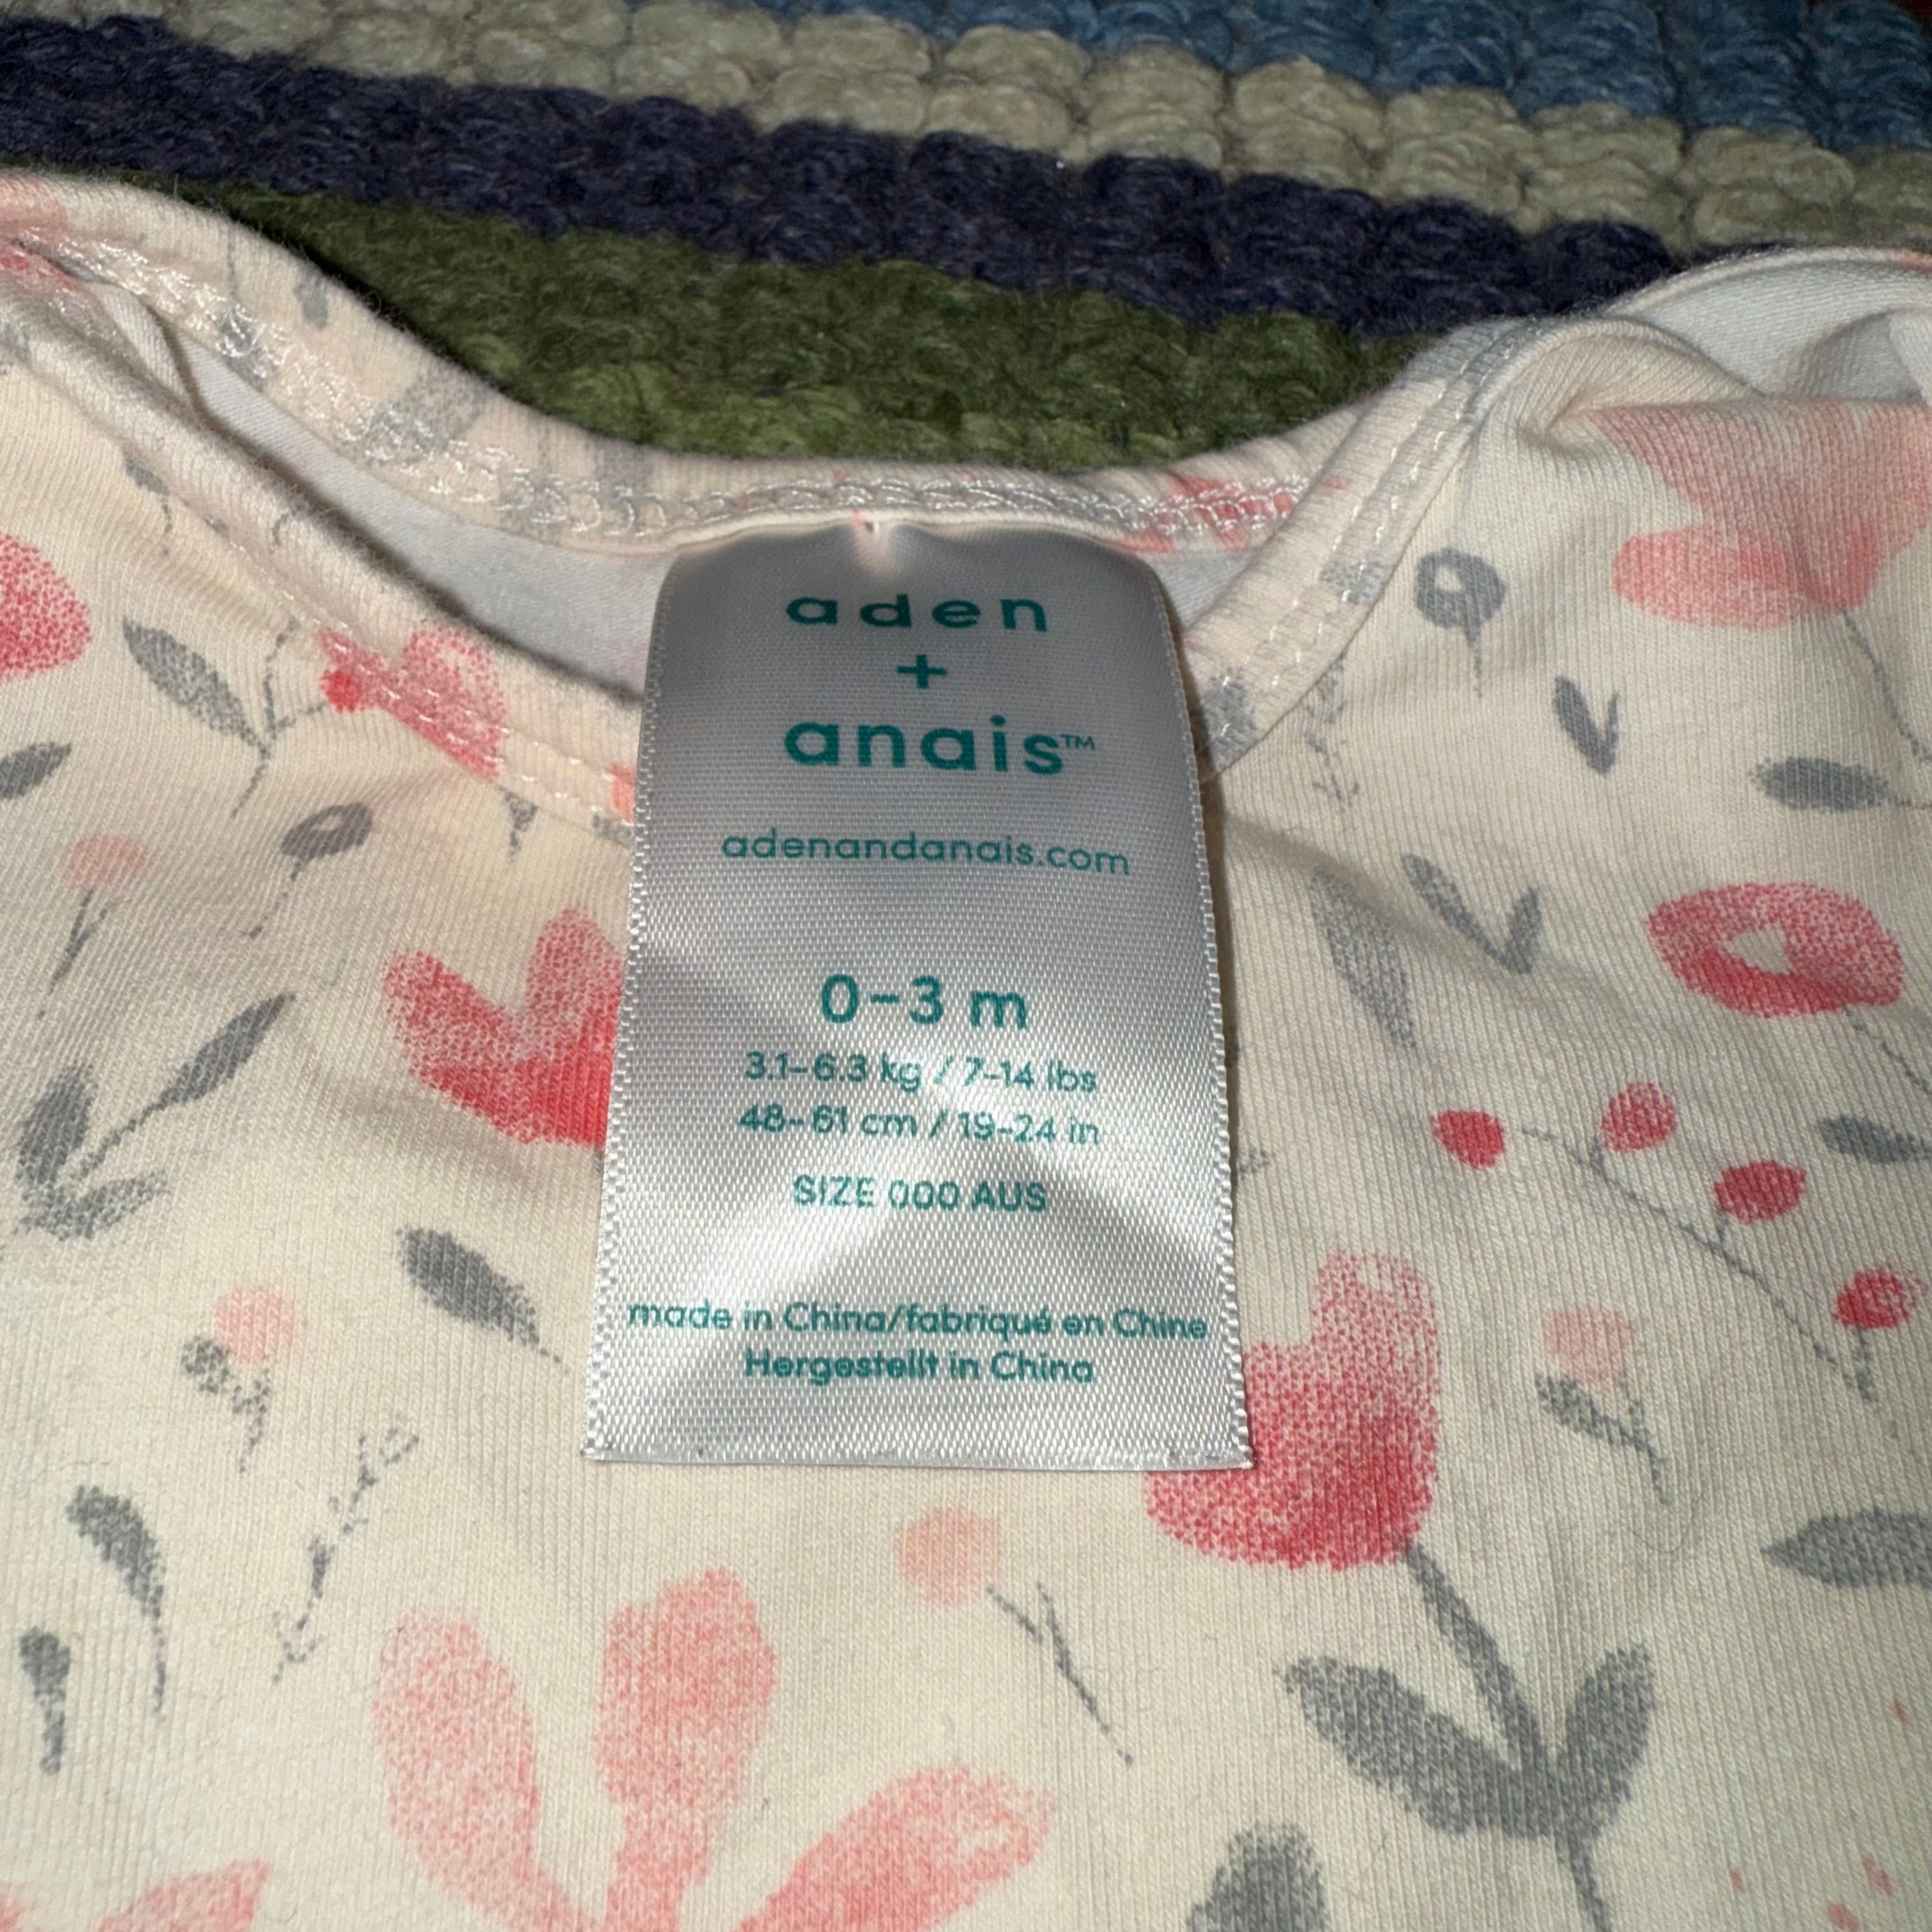 aden
+
anais™
adenandanais.com
0-3 m
3.1-6.3 kg / 7-14 lbs
48-61 cm / 19-24 in
SIZE 000 AUS
made in China/fabriqué en Chine
Hergestellt in China